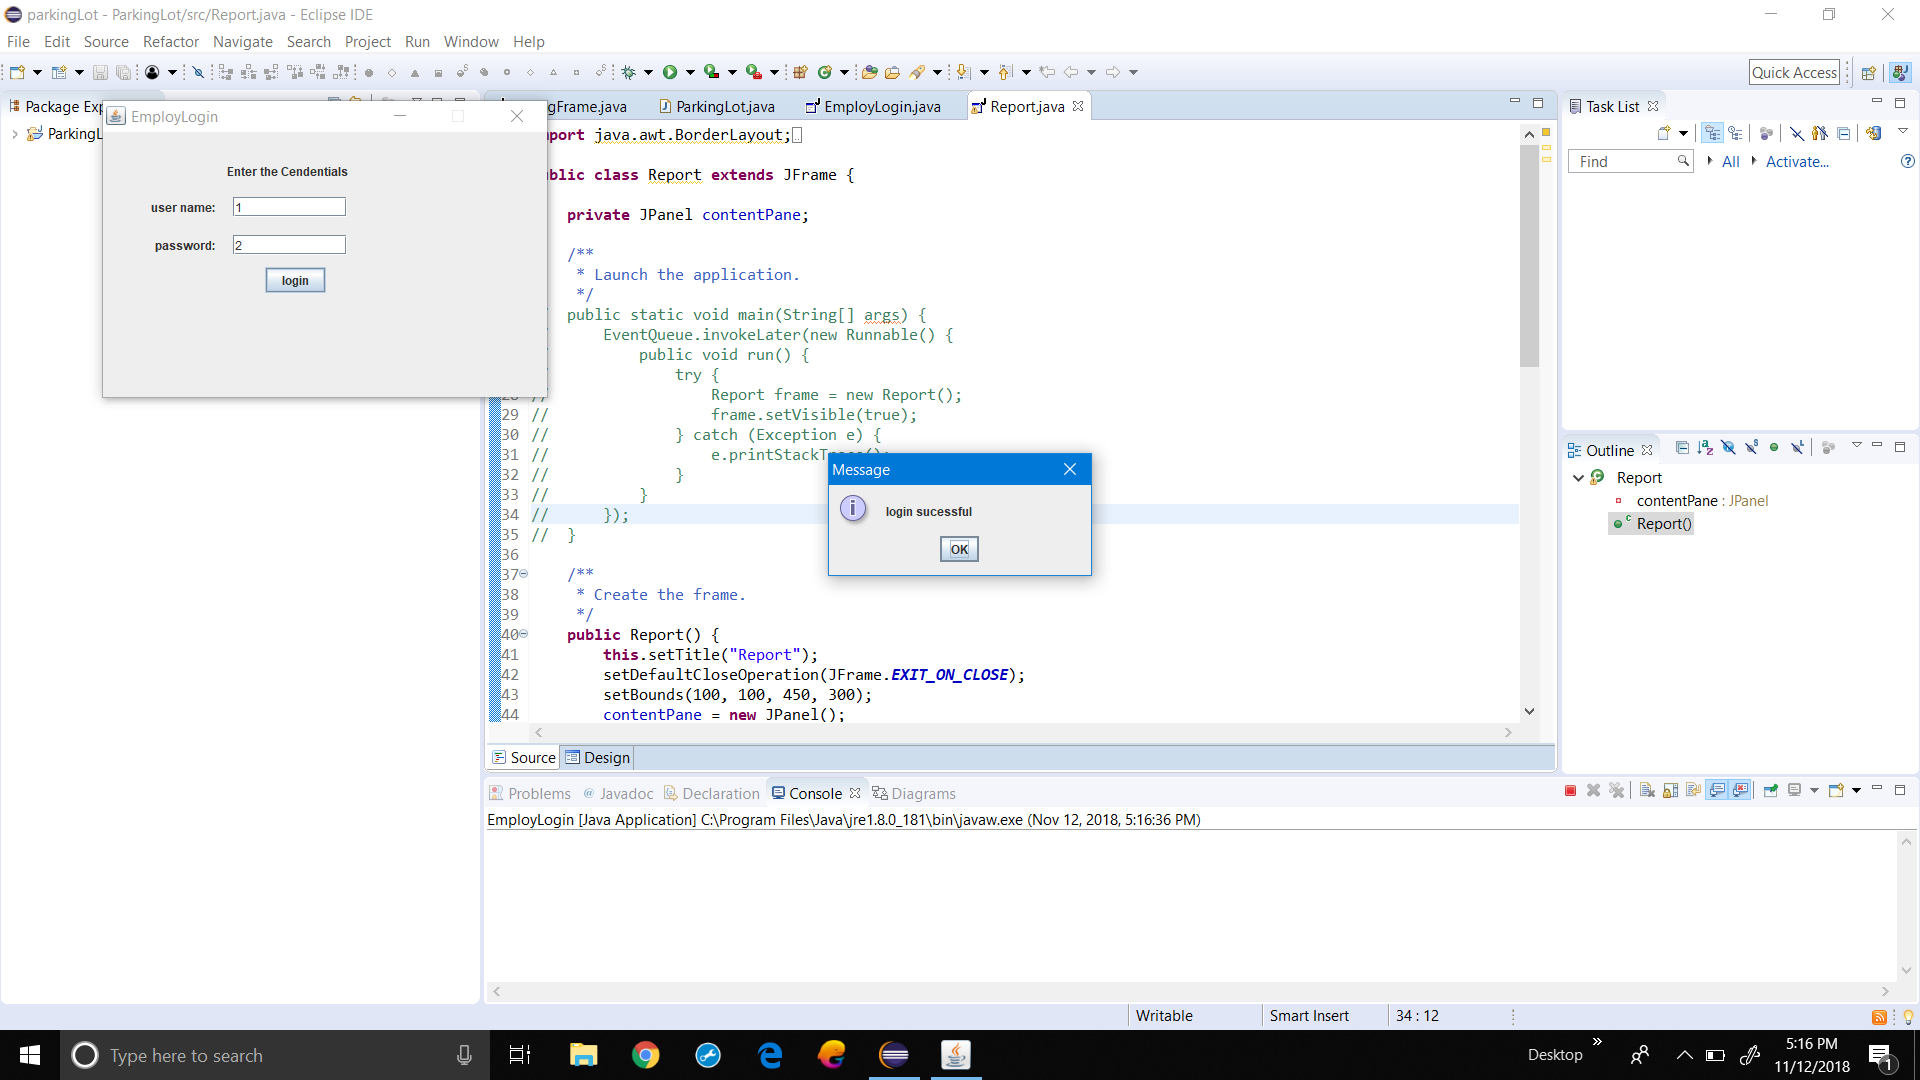 parkingLot - ParkingLot/src/Report.java - Eclipse IDE
File Edit Source Refactor Navigate Search Project Run Window Help
Quick Access
Package Exp
ParkingL
EmployLogin
Enter the Cendentials
user name: 1
password: 2
login
gFrame.java ParkingLot.java EmployLogin.java Report.java
port java.awt.BorderLayout;
blic class Report extends JFrame {
private JPanel contentPane;
/**
* Launch the application.
*/
public static void main(String[] args) {
EventQueue.invokeLater(new Runnable() {
public void run() {
try {
28 // Report frame = new Report();
29 // frame.setVisible(true);
30 // } catch (Exception e) {
31 // e.printStackTrace();
32 // }
33 // }
34 // });
35 // }
36
37 /**
38 * Create the frame.
39 */
40 public Report() {
41 this.setTitle("Report");
42 setDefaultCloseOperation(JFrame.EXIT_ON_CLOSE);
43 setBounds(100, 100, 450, 300);
44 contentPane = new JPanel();
Message
login sucessful
OK
Source Design
Task List
Find All Activate...
Outline
Report
contentPane : JPanel
Report()
Problems Javadoc Declaration Console Diagrams
EmployLogin [Java Application] C:\Program Files\Java\jre1.8.0_181\bin\javaw.exe (Nov 12, 2018, 5:16:36 PM)
Writable Smart Insert 34 : 12
Type here to search
Desktop
5:16 PM
11/12/2018
1